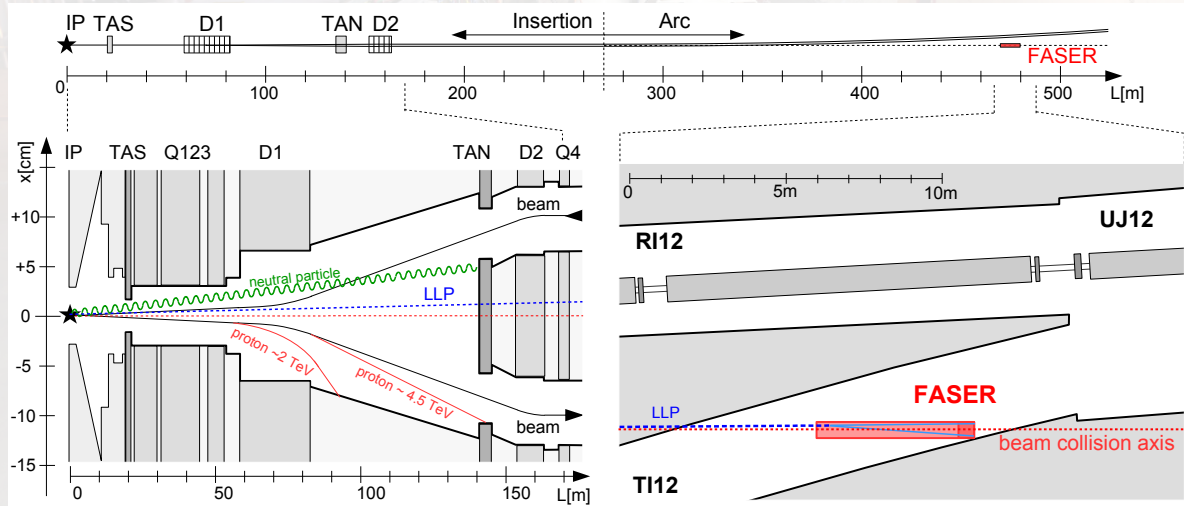 IP TAS D1 TAN D2 Insertion Arc
FASER
0 100 200 300 400 500 L[m]
x[cm]
IP TAS Q123 D1 TAN D2 Q4
+10
+5
0
-5
-10
-15
beam
neutral particle
LLP
proton ~2 TeV
proton ~ 4.5 TeV
beam
0 50 100 150 L[m]
0 5m 10m
RI12
UJ12
FASER
LLP
beam collision axis
TI12